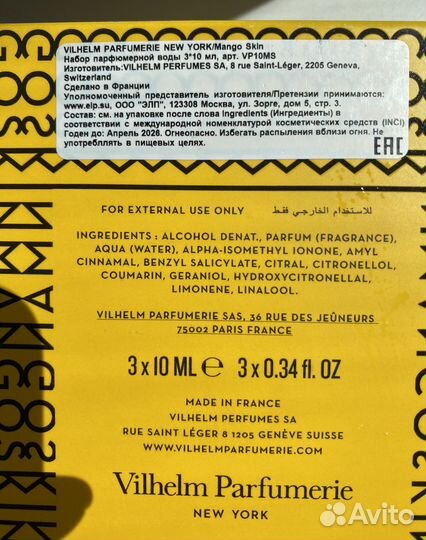 VILHELM PARFUMERIE NEW YORK/Mango Skin
Набор парфюмерной воды 3*10 мл, арт. VP10MS
Изготовитель:VILHELM PERFUMES SA, 8 rue Saint-Léger, 2205 Geneva,
Switzerland
Сделано в Франции
Уполномоченный представитель изготовителя/Претензии принимаются:
www.elp.su, ООО "ЭЛП", 123308 Москва, ул. Зорге, дом 5, стр. 3.
Состав: см. на упаковке после слова Ingredients (Ингредиенты) в
соответствии с международной номенклатурой косметических средств (INCI)
Годен до: Апрель 2026. Огнеопасно. Избегать распыления вблизи огня. Не
употреблять в пищевых целях.
EAC
FOR EXTERNAL USE ONLY للاستخدام الخارجي فقط
INGREDIENTS : ALCOHOL DENAT., PARFUM (FRAGRANCE),
AQUA (WATER), ALPHA-ISOMETHYL IONONE, AMYL
CINNAMAL, BENZYL SALICYLATE, CITRAL, CITRONELLOL,
COUMARIN, GERANIOL, HYDROXYCITRONELLAL,
LIMONENE, LINALOOL.
VILHELM PARFUMERIE SAS, 36 RUE DES JEÛNEURS
75002 PARIS FRANCE
3 x 10 ML ℮ 3 x 0.34 fl. OZ
MADE IN FRANCE
VILHELM PERFUMES SA
RUE SAINT LÉGER 8 1205 GENÈVE SUISSE
WWW.VILHELMPARFUMERIE.COM
Vilhelm Parfumerie
NEW YORK
Avito